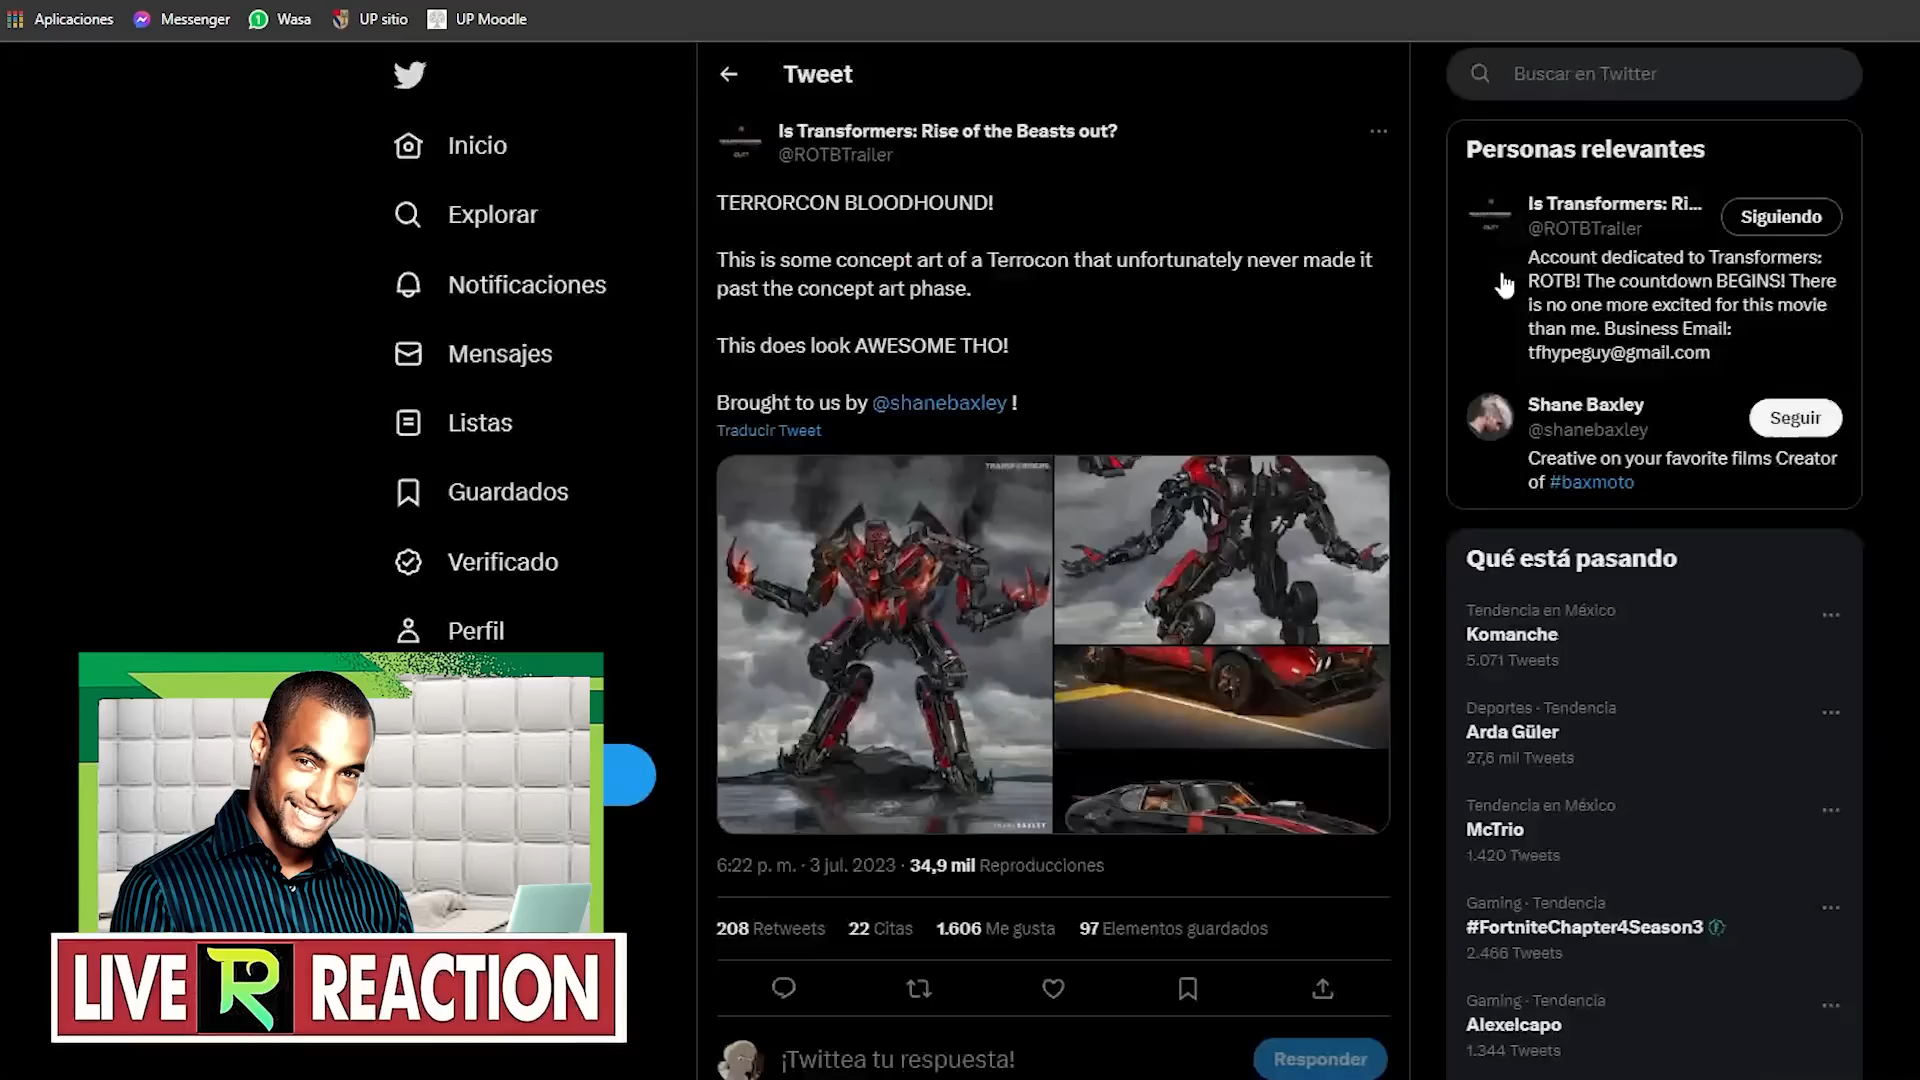 Aplicaciones
Messenger
Wasa
UP sitio
UP Moodle
Inicio
Explorar
Notificaciones
Mensajes
Listas
Guardados
Verificado
Perfil
LIVE R REACTION
Tweet
Is Transformers: Rise of the Beasts out?
@ROTBTrailer
TERRORCON BLOODHOUND!
This is some concept art of a Terrocon that unfortunately never made it
past the concept art phase.
This does look AWESOME THO!
Brought to us by @shanebaxley !
Traducir Tweet
TRANSFORMERS
6:22 p. m. · 3 jul. 2023 · 34,9 mil Reproducciones
208 Retweets 22 Citas 1.606 Me gusta 97 Elementos guardados
¡Twittea tu respuesta!
Responder
Buscar en Twitter
Personas relevantes
Is Transformers: Ri...
@ROTBTrailer
Siguiendo
Account dedicated to Transformers:
ROTB! The countdown BEGINS! There
is no one more excited for this movie
than me. Business Email:
tfhypeguy@gmail.com
Shane Baxley
@shanebaxley
Seguir
Creative on your favorite films Creator
of #baxmoto
Qué está pasando
Tendencia en México
Komanche
5.071 Tweets
Deportes · Tendencia
Arda Güler
27,6 mil Tweets
Tendencia en México
McTrio
1.420 Tweets
Gaming · Tendencia
#FortniteChapter4Season3
2.466 Tweets
Gaming · Tendencia
Alexelcapo
1.344 Tweets